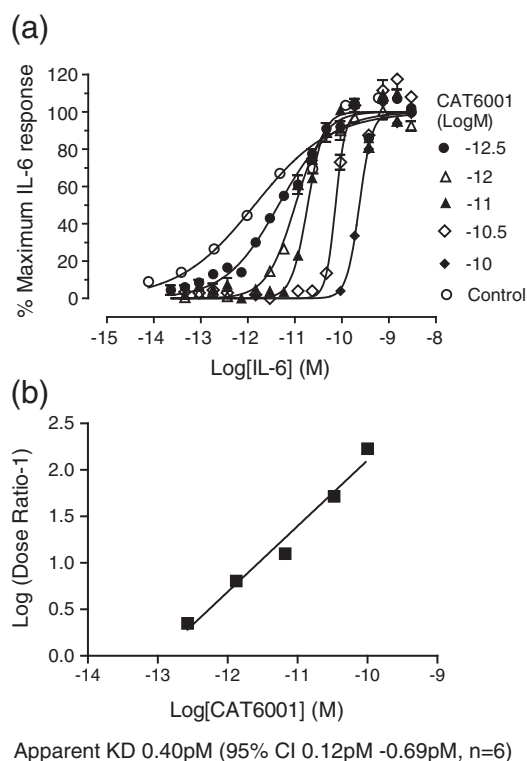 (a)
120
100
80
60
40
20
0
% Maximum IL-6 response
-15 -14 -13 -12 -11 -10 -9 -8
Log[IL-6] (M)
CAT6001
(LogM)
-12.5
-12
-11
-10.5
-10
Control
(b)
2.5
2.0
1.5
1.0
0.5
0.0
Log (Dose Ratio-1)
-14 -13 -12 -11 -10 -9
Log[CAT6001] (M)
Apparent KD 0.40pM (95% CI 0.12pM -0.69pM, n=6)